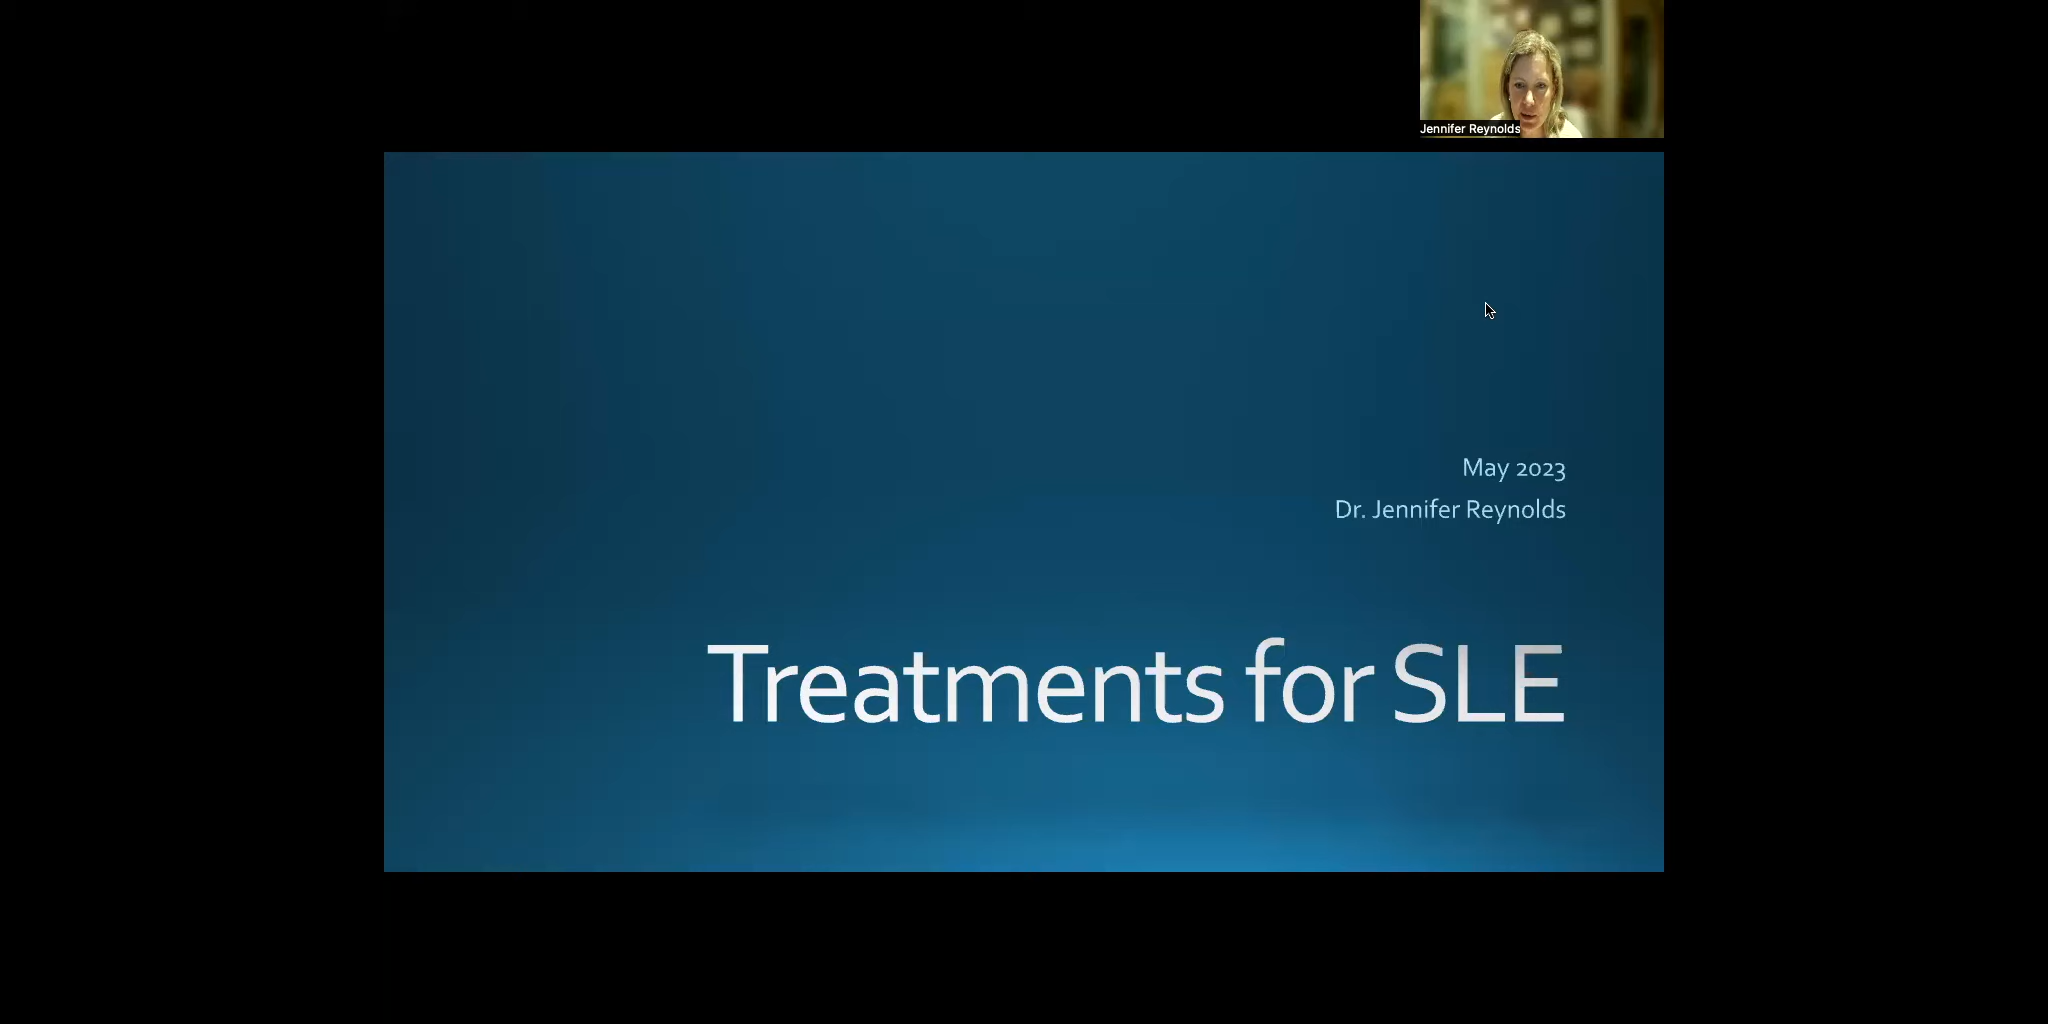 Jennifer Reynolds
May 2023
Dr. Jennifer Reynolds
Treatments for SLE